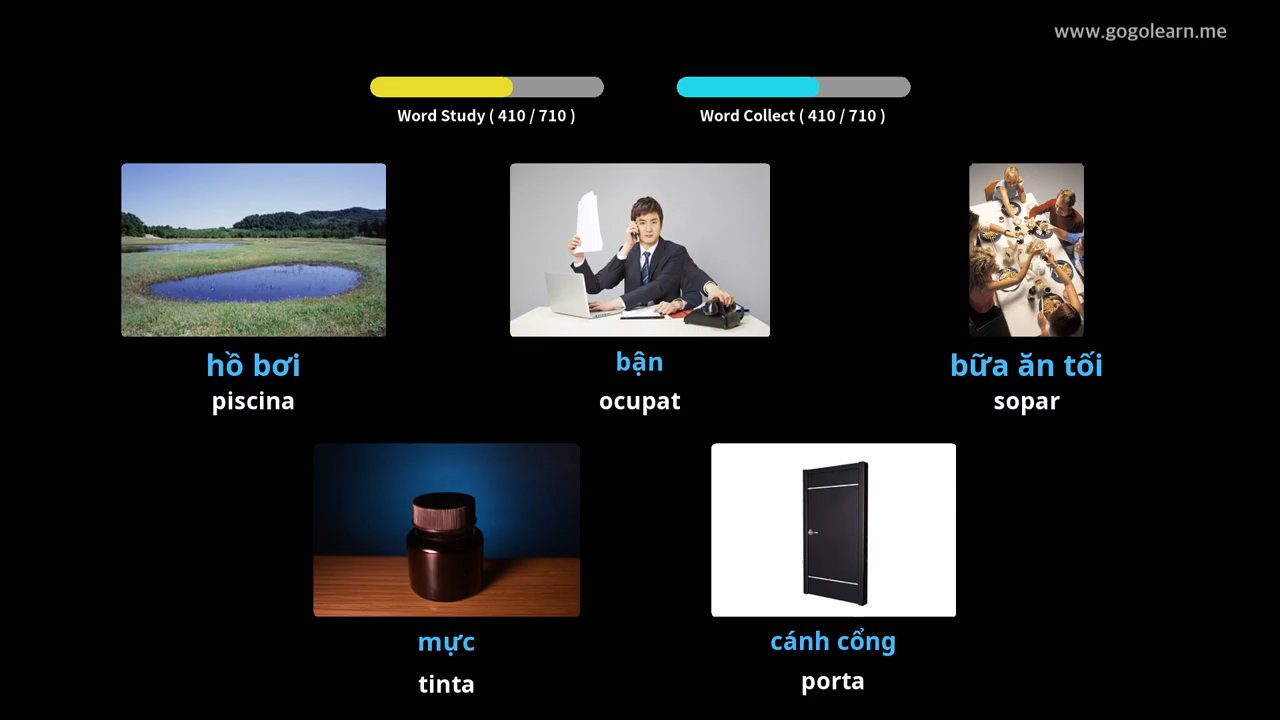 www.gogolearn.me
Word Study ( 410 / 710 )
Word Collect ( 410 / 710 )
hồ bơi
piscina
bận
ocupat
bữa ăn tối
sopar
mực
tinta
cánh cổng
porta